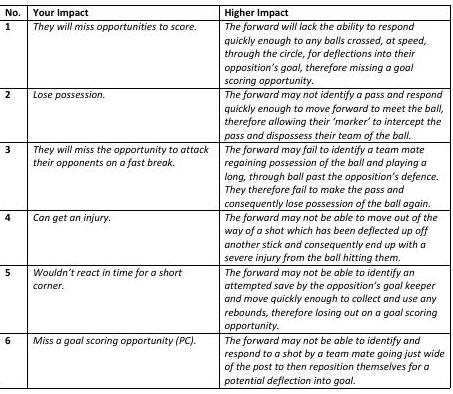 No. Your Impact Higher Impact
1 They will miss opportunities to score. The forward will lack the ability to respond
quickly enough to any balls crossed, at speed,
through the circle, for deflections into their
opposition's goal, therefore missing a goal
scoring opportunity.
2 Lose possession. The forward may not identify a pass and respond
quickly enough to move forward to meet the ball,
therefore allowing their 'marker' to intercept the
pass and dispossess their team of the ball.
3 They will miss the opportunity to attack The forward may fail to identify a team mate
their opponents on a fast break. regaining possession of the ball and playing a
long, through ball past the opposition's defence.
They therefore fail to make the pass and
consequently lose possession of the ball again.
4 Can get an injury. The forward may not be able to move out of the
way of a shot which has been deflected up off
another stick and consequently end up with a
severe injury from the ball hitting them.
5 Wouldn't react in time for a short The forward may not be able to identify an
corner. attempted save by the opposition's goal keeper
and move quickly enough to collect and use any
rebounds, therefore losing out on a goal scoring
opportunity.
6 Miss a goal scoring opportunity (PC). The forward may not be able to identify and
respond to a shot by a team mate going just wide
of the post to then reposition themselves for a
potential deflection into goal.